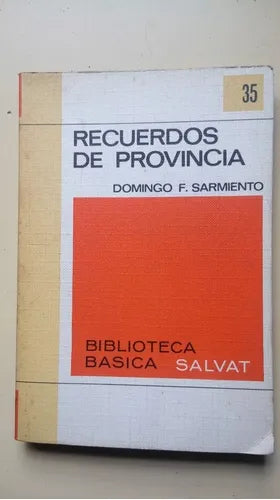 35
RECUERDOS
DE PROVINCIA
DOMINGO F. SARMIENTO
BIBLIOTECA
BASICA SALVAT